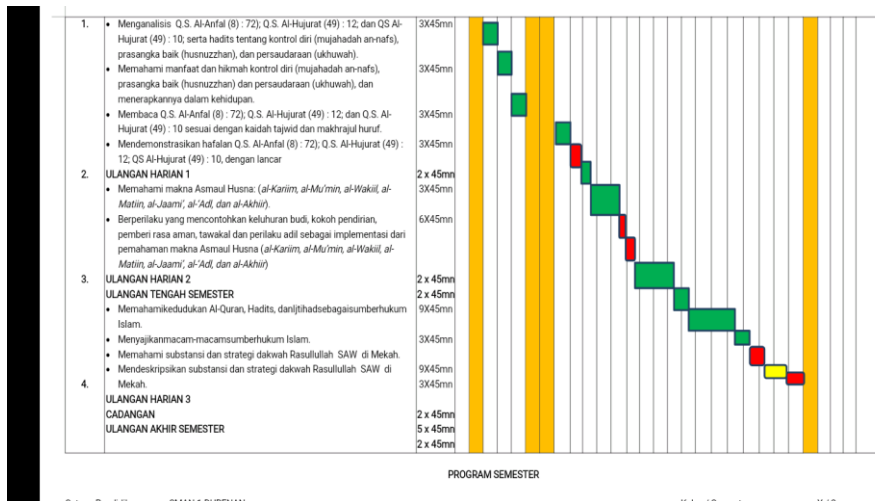 1. • Menganalisis Q.S. Al-Anfal (8) : 72); Q.S. Al-Hujurat (49) : 12; dan QS Al- 3X45mn
Hujurat (49) : 10; serta hadits tentang kontrol diri (mujahadah an-nafs),
prasangka baik (husnuzzhan), dan persaudaraan (ukhuwah).
• Memahami manfaat dan hikmah kontrol diri (mujahadah an-nafs), 3X45mn
prasangka baik (husnuzzhan) dan persaudaraan (ukhuwah), dan
menerapkannya dalam kehidupan.
• Membaca Q.S. Al-Anfal (8) : 72); Q.S. Al-Hujurat (49) : 12; dan Q.S. Al- 3X45mn
Hujurat (49) : 10 sesuai dengan kaidah tajwid dan makhrajul huruf.
• Mendemonstrasikan hafalan Q.S. Al-Anfal (8) : 72); Q.S. Al-Hujurat (49) : 3X45mn
12; QS Al-Hujurat (49) : 10, dengan lancar
2. ULANGAN HARIAN 1 2 x 45mn
• Memahami makna Asmaul Husna: (al-Kariim, al-Mu'min, al-Wakiil, al- 3X45mn
Matiin, al-Jaami', al-'Adl, dan al-Akhiir).
• Berperilaku yang mencontohkan keluhuran budi, kokoh pendirian, 6X45mn
pemberi rasa aman, tawakal dan perilaku adil sebagai implementasi dari
pemahaman makna Asmaul Husna (al-Kariim, al-Mu'min, al-Wakiil, al-
Matiin, al-Jaami', al-'Adl, dan al-Akhiir)
3. ULANGAN HARIAN 2 2 x 45mn
ULANGAN TENGAH SEMESTER 2 x 45mn
• Memahamikedudukan Al-Quran, Hadits, danIjtihadsebagaisumberhukum 9X45mn
Islam.
• Menyajikanmacam-macamsumberhukum Islam. 3X45mn
• Memahami substansi dan strategi dakwah Rasullullah SAW di Mekah.
• Mendeskripsikan substansi dan strategi dakwah Rasullullah SAW di 9X45mn
4. Mekah. 3X45mn
ULANGAN HARIAN 3
CADANGAN 2 x 45mn
ULANGAN AKHIR SEMESTER 5 x 45mn
2 x 45mn
PROGRAM SEMESTER